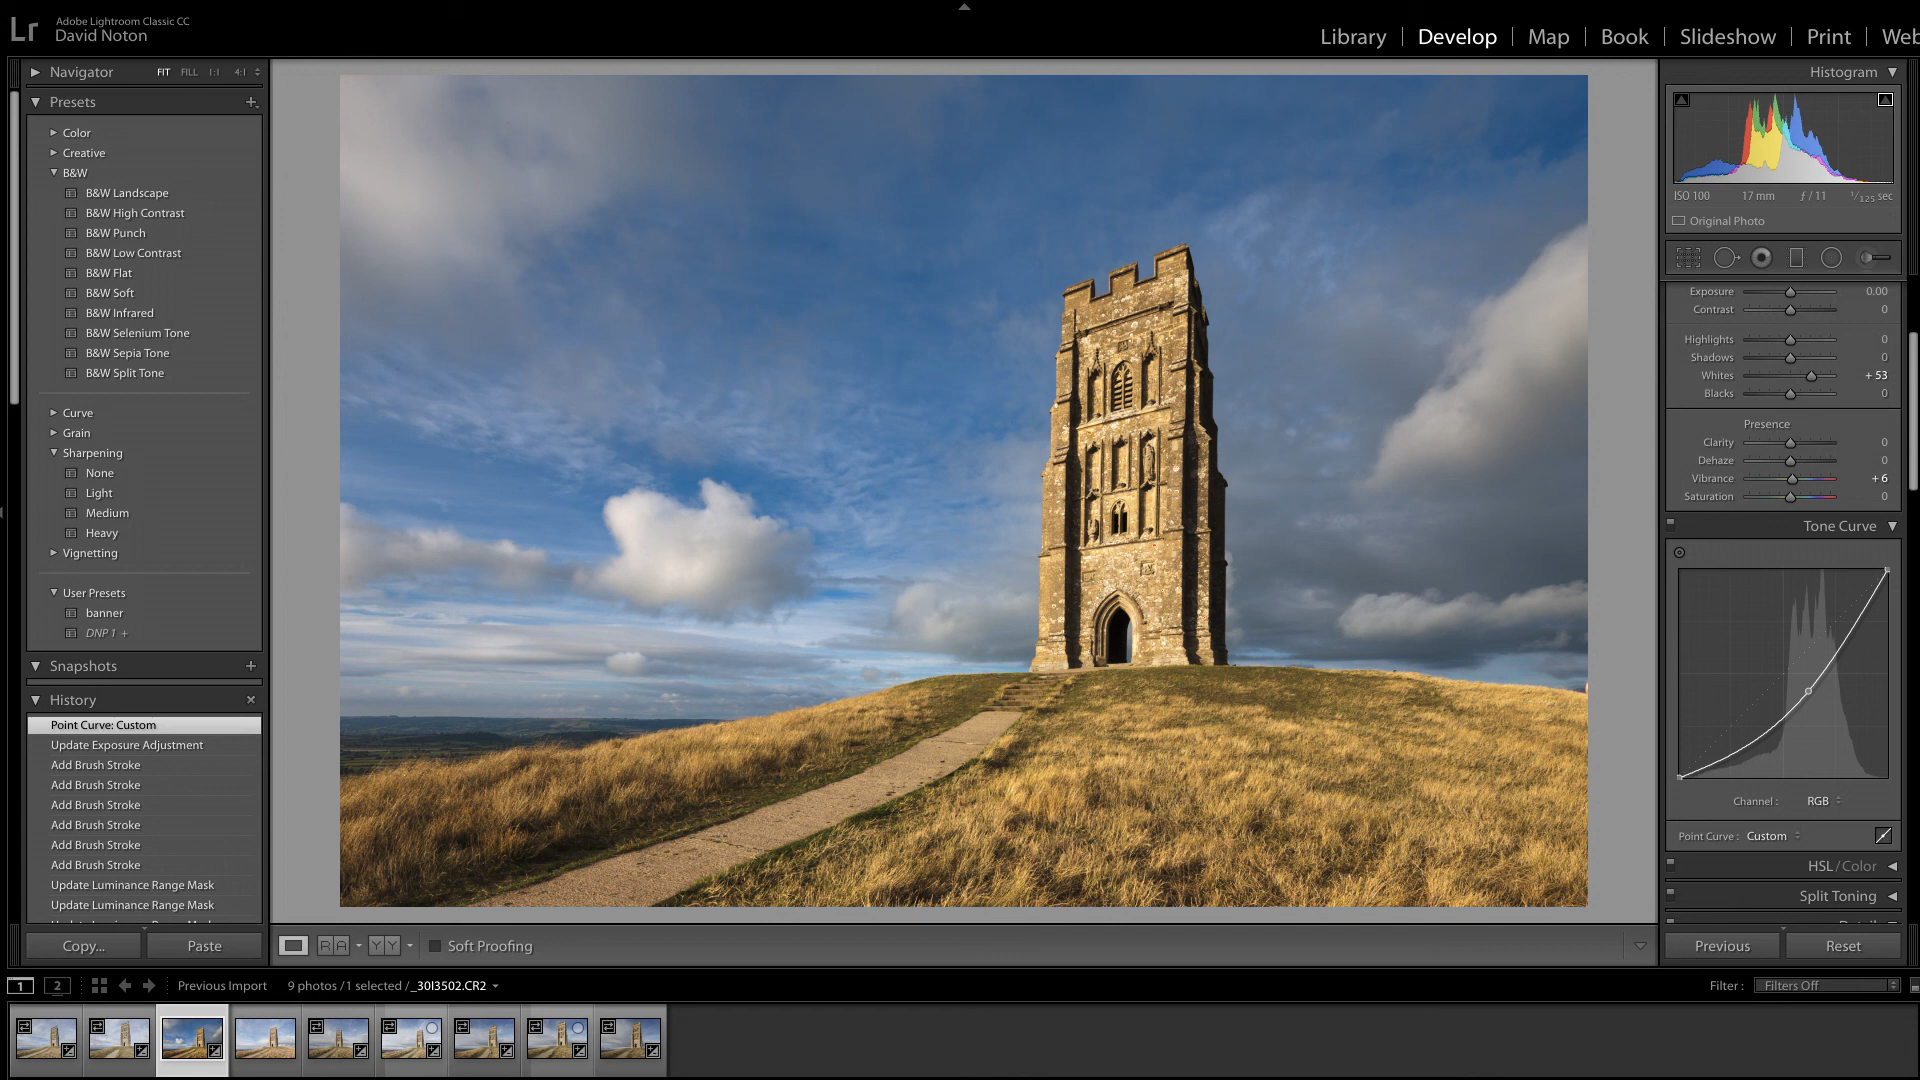 Lr
Adobe Lightroom Classic CC
David Noton
Library | Develop | Map | Book | Slideshow | Print | Web
Navigator FIT FILL 1:1 4:1
Presets
Color
Creative
B&W
B&W Landscape
B&W High Contrast
B&W Punch
B&W Low Contrast
B&W Flat
B&W Soft
B&W Infrared
B&W Selenium Tone
B&W Sepia Tone
B&W Split Tone
Curve
Grain
Sharpening
None
Light
Medium
Heavy
Vignetting
User Presets
banner
DNP 1 +
Snapshots
History
Point Curve: Custom
Update Exposure Adjustment
Add Brush Stroke
Add Brush Stroke
Add Brush Stroke
Add Brush Stroke
Add Brush Stroke
Add Brush Stroke
Update Luminance Range Mask
Update Luminance Range Mask
Copy... Paste
R A Y Y Soft Proofing
Histogram
ISO 100 17 mm ƒ / 11 1/125 sec
Original Photo
Exposure 0.00
Contrast 0
Highlights 0
Shadows 0
Whites + 53
Blacks 0
Presence
Clarity 0
Dehaze 0
Vibrance + 6
Saturation 0
Tone Curve
Channel : RGB
Point Curve : Custom
HSL / Color
Split Toning
Previous Reset
1 2 Previous Import 9 photos / 1 selected / _30I3502.CR2
Filter : Filters Off